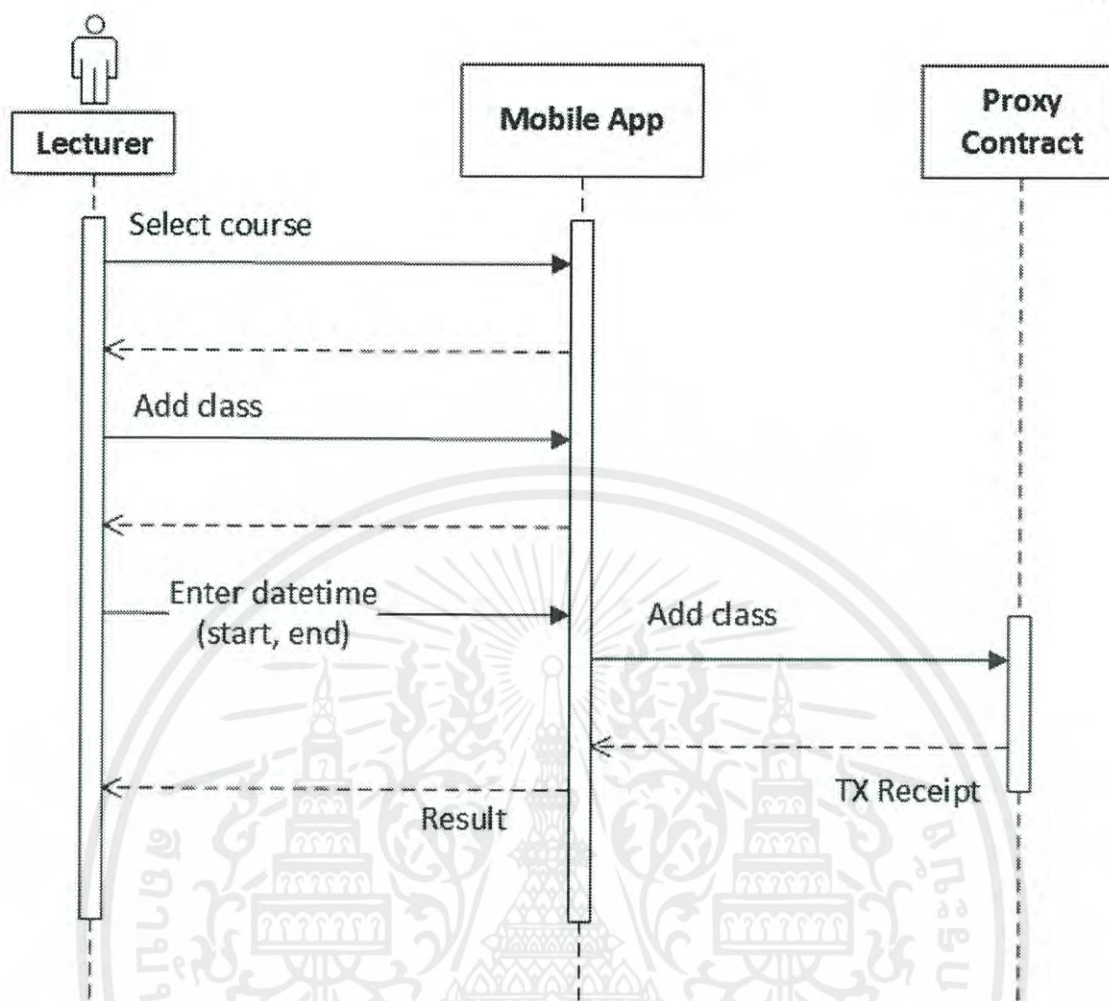 Lecturer
Mobile App
Proxy
Contract
Select course
Add class
Enter datetime
(start, end)
Add class
TX Receipt
Result